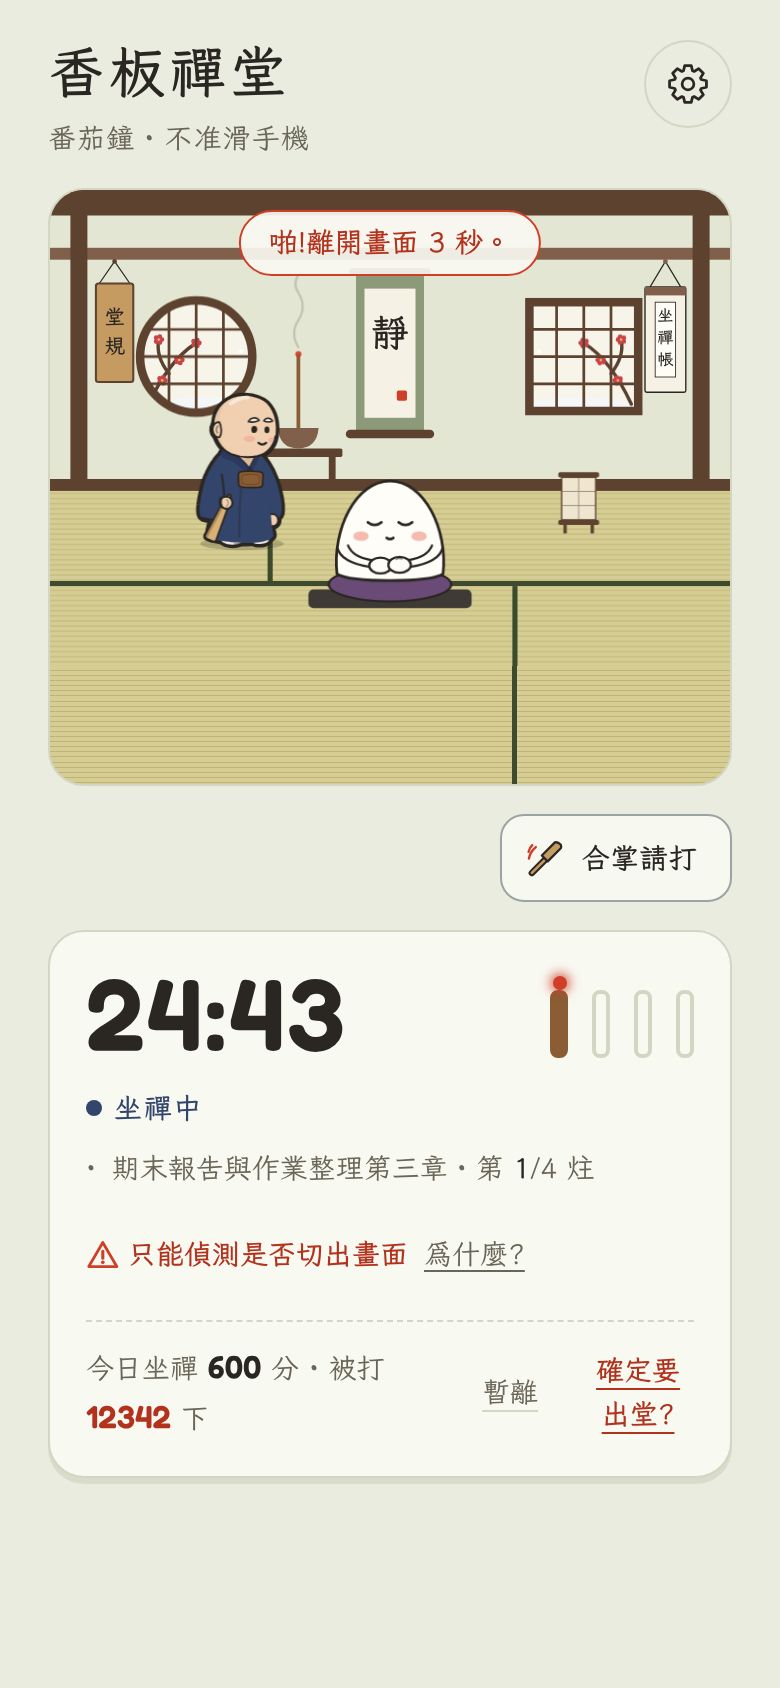 香板禪堂
番茄鐘・不准滑手機
啪!離開畫面 3 秒。
堂規
靜
坐禪帳
合掌請打
24:43
坐禪中
・ 期末報告與作業整理第三章・第 1/4 炷
只能偵測是否切出畫面 為什麼?
今日坐禪 600 分・被打
12342 下
暫離
確定要
出堂?